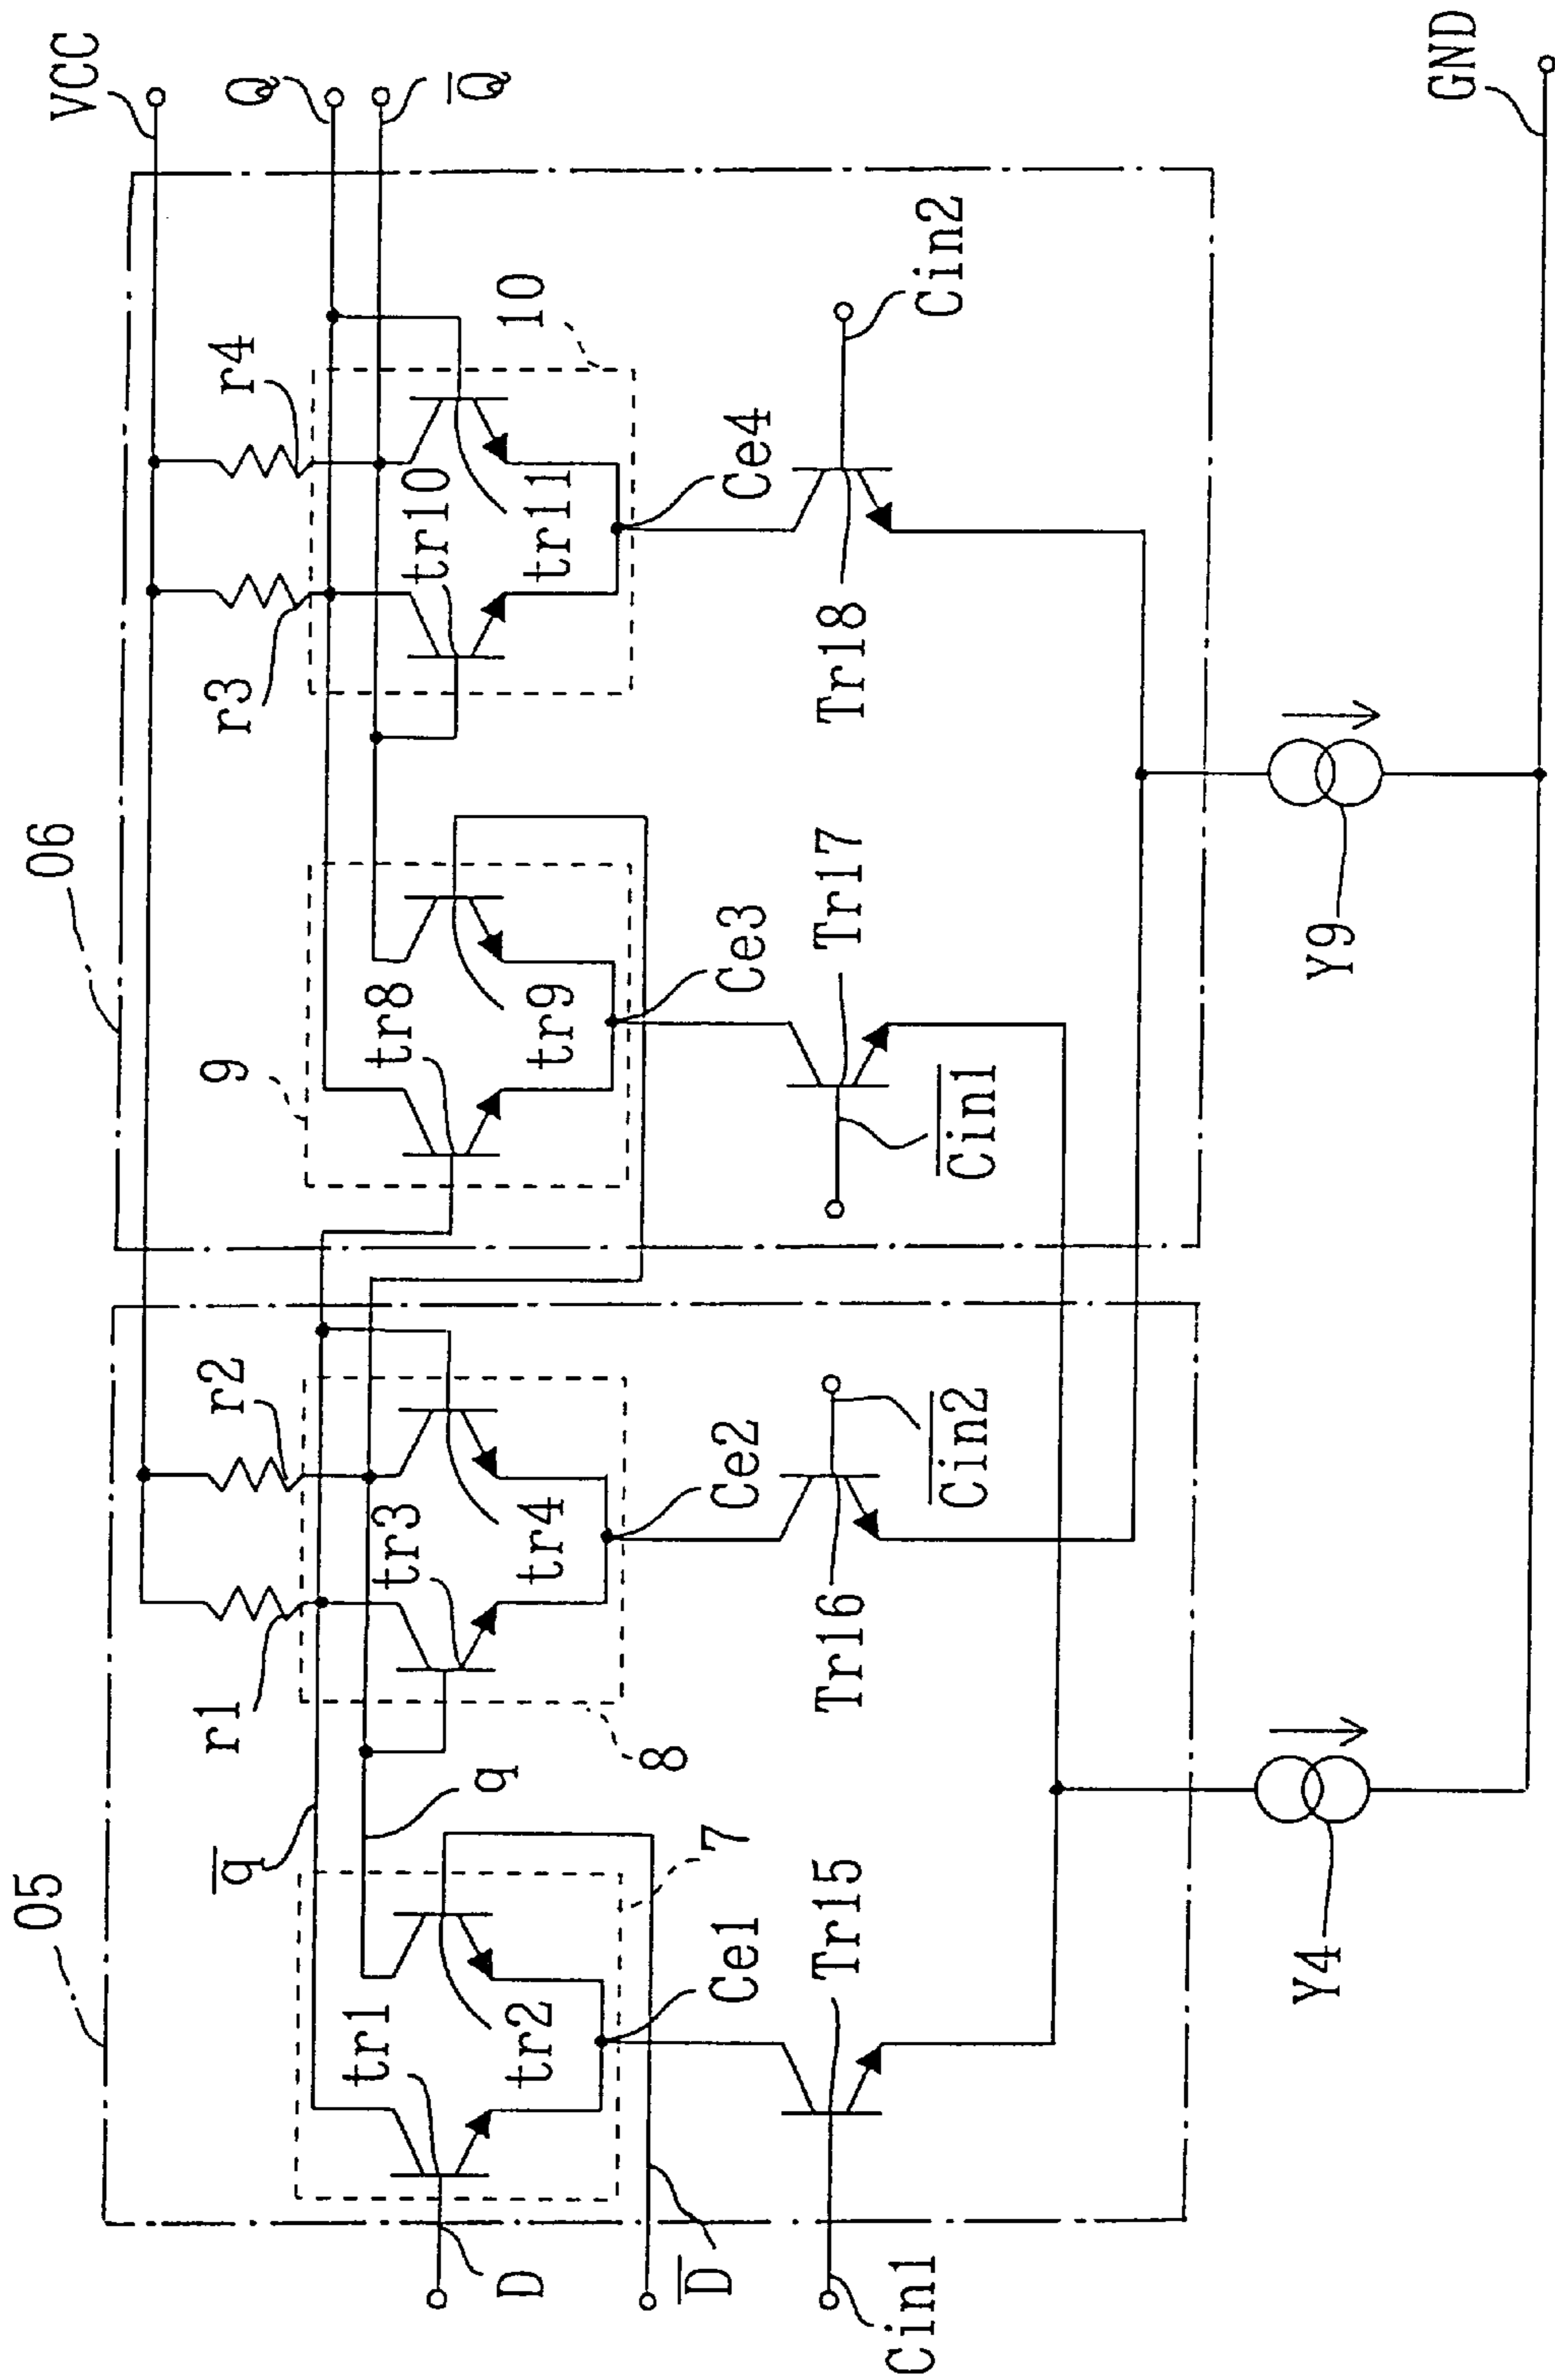 VCC
Q
Q̅
GND
06
r3
r4
10
tr10
tr11
Ce4
Cin2
Tr18
9
tr8
tr9
Ce3
Tr17
C̅i̅n̅1̅
Y9
05
r1
r2
q̅
q
8
tr3
tr4
Ce2
Tr16
C̅i̅n̅2̅
7
tr1
tr2
Ce1
Tr15
D
D̅
Cin1
Y4